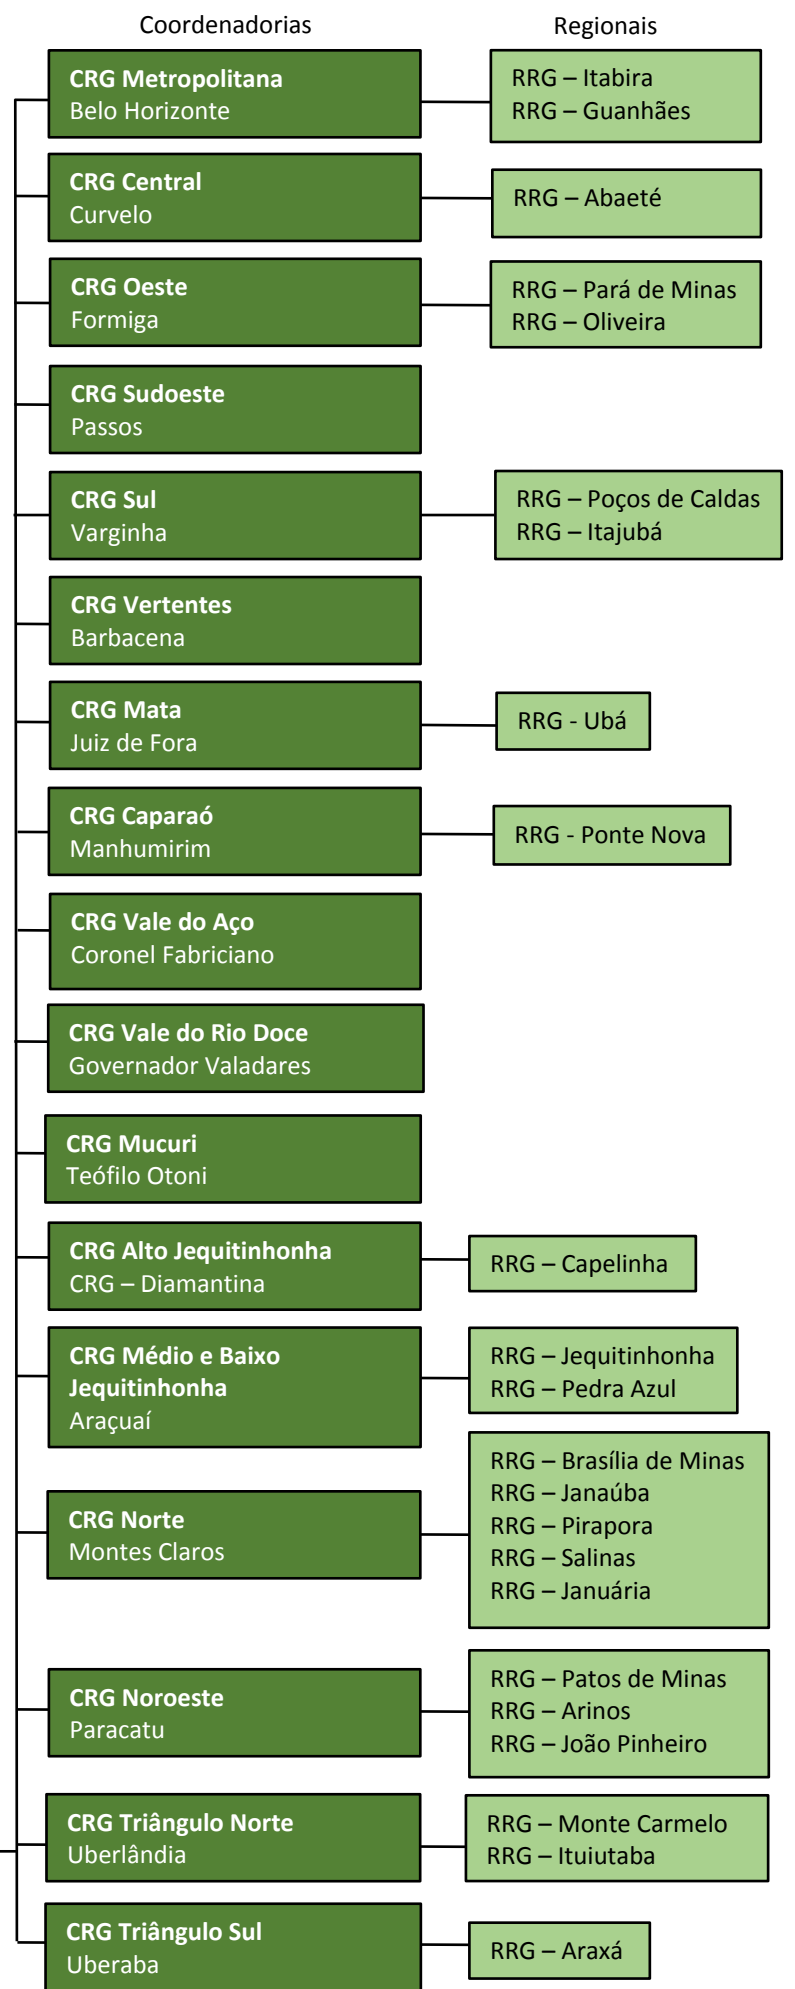 Coordenadorias
Regionais
CRG Metropolitana
Belo Horizonte
RRG – Itabira
RRG – Guanhães
CRG Central
Curvelo
RRG – Abaeté
CRG Oeste
Formiga
RRG – Pará de Minas
RRG – Oliveira
CRG Sudoeste
Passos
CRG Sul
Varginha
RRG – Poços de Caldas
RRG – Itajubá
CRG Vertentes
Barbacena
CRG Mata
Juiz de Fora
RRG - Ubá
CRG Caparaó
Manhumirim
RRG - Ponte Nova
CRG Vale do Aço
Coronel Fabriciano
CRG Vale do Rio Doce
Governador Valadares
CRG Mucuri
Teófilo Otoni
CRG Alto Jequitinhonha
CRG – Diamantina
RRG – Capelinha
CRG Médio e Baixo
Jequitinhonha
Araçuaí
RRG – Jequitinhonha
RRG – Pedra Azul
CRG Norte
Montes Claros
RRG – Brasília de Minas
RRG – Janaúba
RRG – Pirapora
RRG – Salinas
RRG – Januária
CRG Noroeste
Paracatu
RRG – Patos de Minas
RRG – Arinos
RRG – João Pinheiro
CRG Triângulo Norte
Uberlândia
RRG – Monte Carmelo
RRG – Ituiutaba
CRG Triângulo Sul
Uberaba
RRG – Araxá